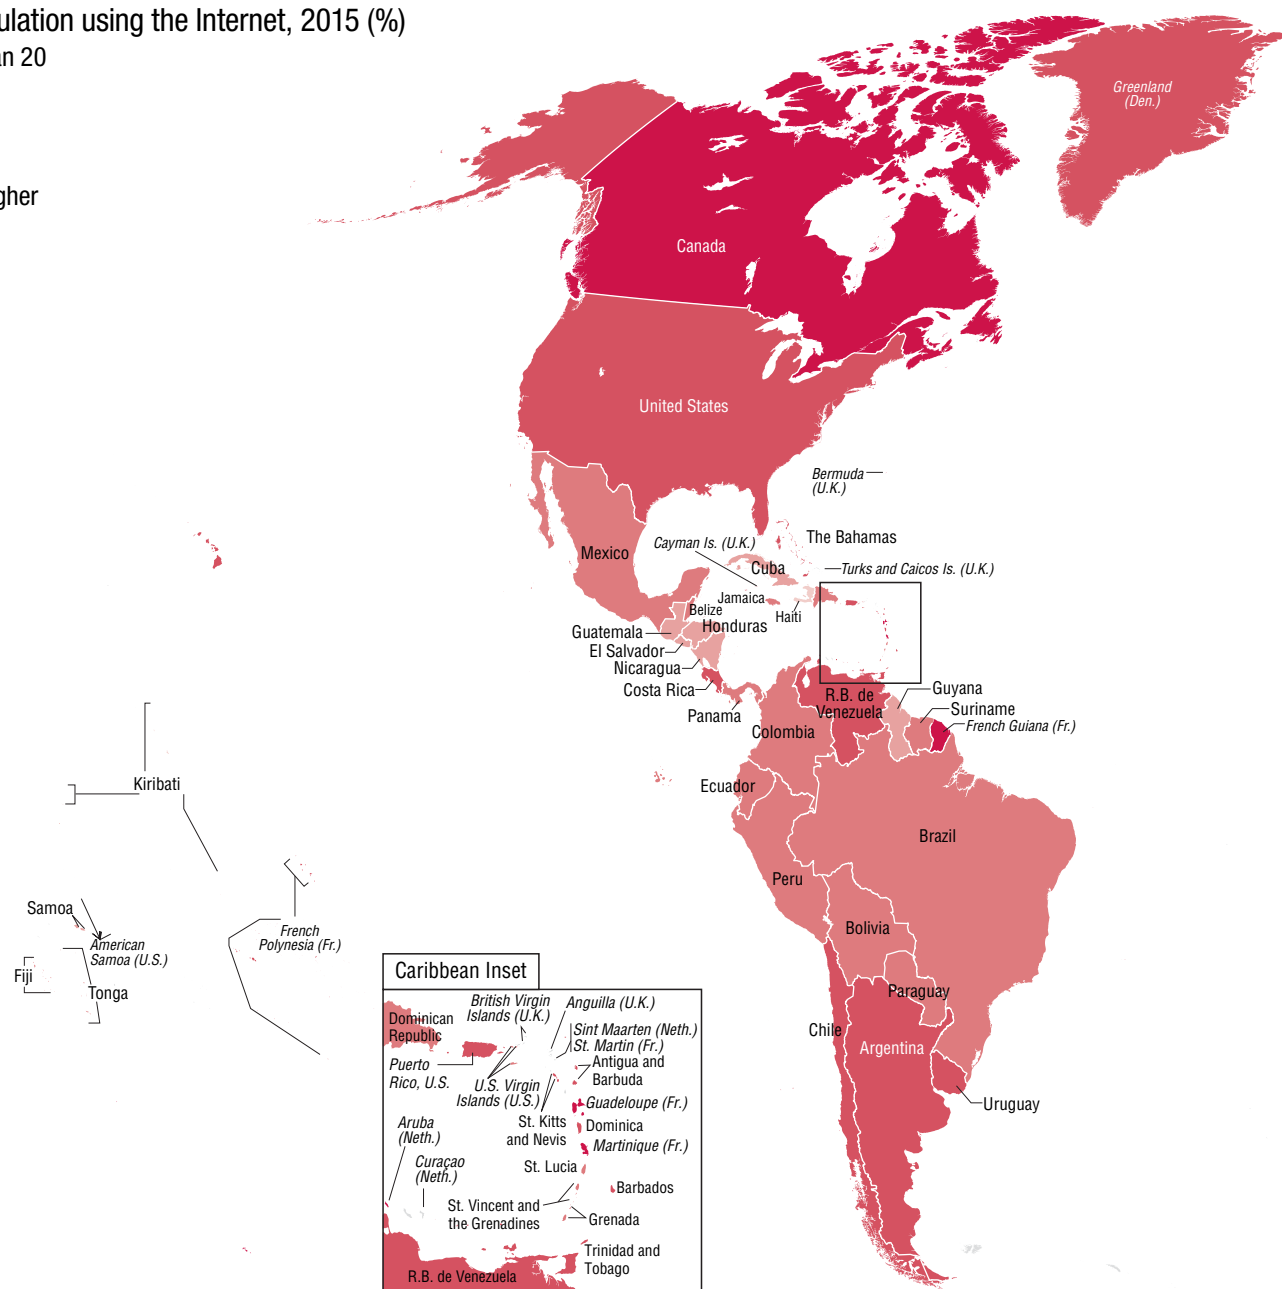 ulation using the Internet, 2015 (%)
an 20
gher
Greenland
(Den.)
Canada
United States
Bermuda
(U.K.)
The Bahamas
Cayman Is. (U.K.)
Mexico
Cuba
Turks and Caicos Is. (U.K.)
Jamaica
Belize
Haiti
Honduras
Guatemala
El Salvador
Nicaragua
Costa Rica
Panama
R.B. de
Venezuela
Guyana
Suriname
French Guiana (Fr.)
Colombia
Kiribati
Ecuador
Brazil
Peru
Samoa
American
Samoa (U.S.)
French
Polynesia (Fr.)
Bolivia
Fiji
Tonga
Paraguay
Chile
Argentina
Uruguay
Caribbean Inset
Dominican
Republic
British Virgin
Islands (U.K.)
Anguilla (U.K.)
Sint Maarten (Neth.)
St. Martin (Fr.)
Antigua and
Barbuda
Puerto
Rico, U.S.
U.S. Virgin
Islands (U.S.)
Guadeloupe (Fr.)
St. Kitts
and Nevis
Dominica
Aruba
(Neth.)
Martinique (Fr.)
Curaçao
(Neth.)
St. Lucia
Barbados
St. Vincent and
the Grenadines
Grenada
Trinidad and
Tobago
R.B. de Venezuela